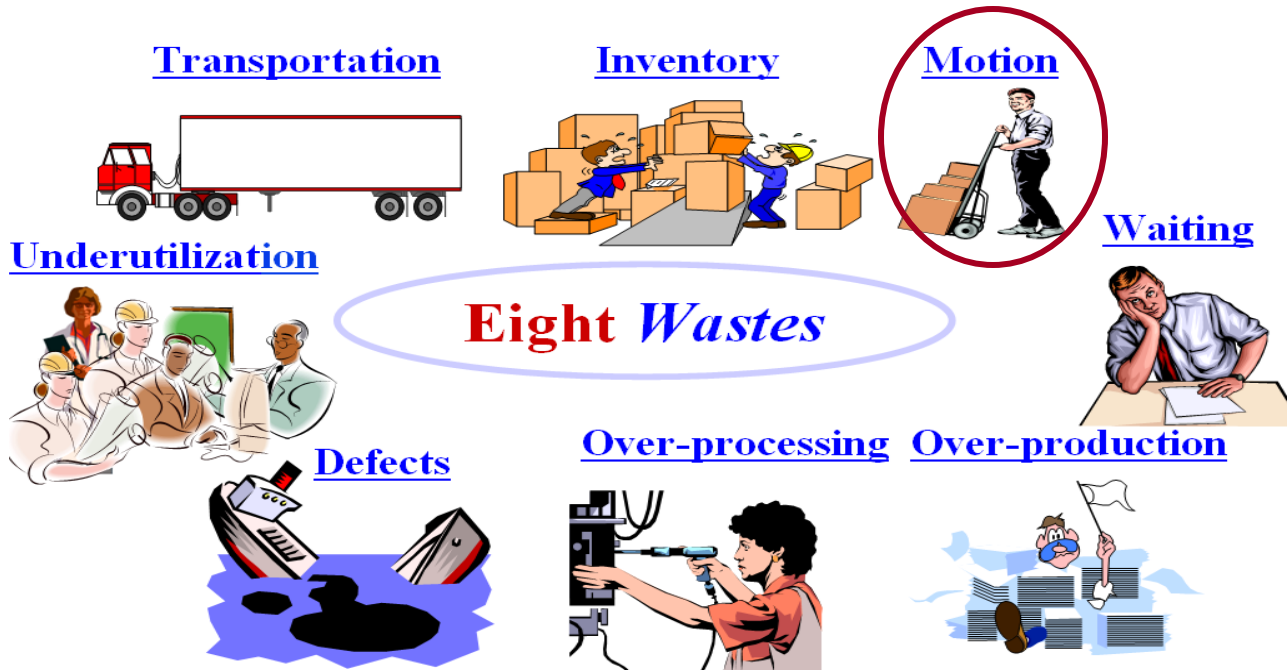 Transportation
Inventory
Motion
Waiting
Underutilization
Eight Wastes
Defects
Over-processing
Over-production